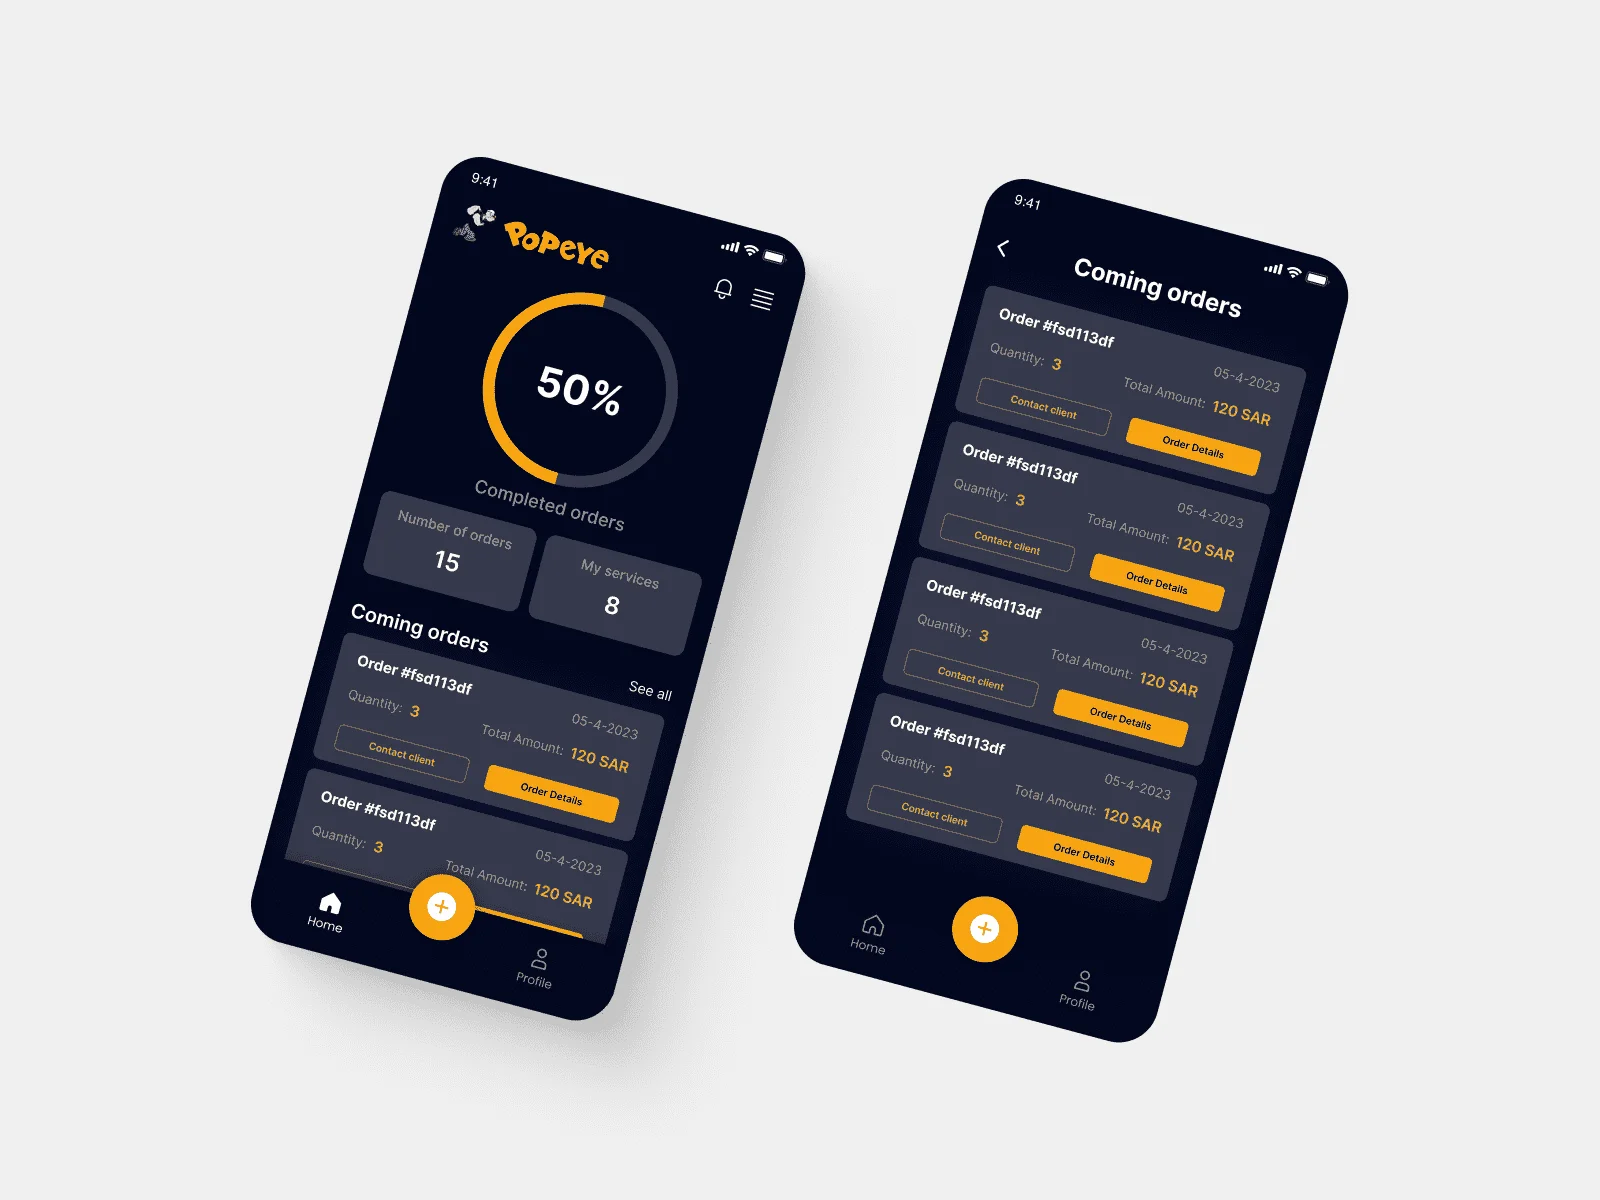 9:41
POPEYE
50%
Completed orders
Number of orders
15
My services
8
Coming orders
See all
Order #fsd113df
05-4-2023
Quantity: 3
Total Amount: 120 SAR
Contact client
Order Details
Order #fsd113df
05-4-2023
Quantity: 3
Total Amount: 120 SAR
Home
Profile
9:41
Coming orders
Order #fsd113df
05-4-2023
Quantity: 3
Total Amount: 120 SAR
Contact client
Order Details
Order #fsd113df
05-4-2023
Quantity: 3
Total Amount: 120 SAR
Contact client
Order Details
Order #fsd113df
05-4-2023
Quantity: 3
Total Amount: 120 SAR
Contact client
Order Details
Order #fsd113df
05-4-2023
Quantity: 3
Total Amount: 120 SAR
Contact client
Order Details
Home
Profile